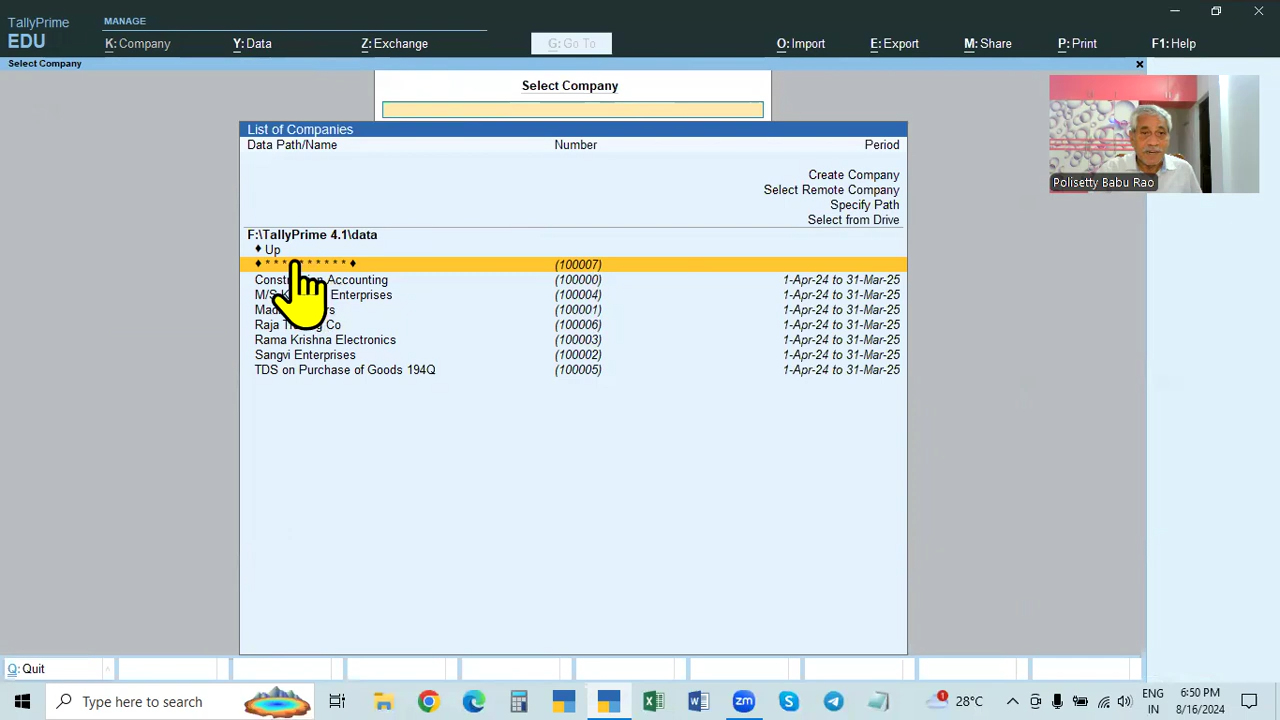 TallyPrime
EDU
MANAGE
K: Company
Y: Data
Z: Exchange
G: Go To
O: Import
E: Export
M: Share
P: Print
F1: Help
Select Company
Select Company
List of Companies
Data Path/Name Number Period
Create Company
Select Remote Company
Specify Path
Select from Drive
F:\TallyPrime 4.1\data
♦ Up
(100007)
Accounting (100000) 1-Apr-24 to 31-Mar-25
M/S Enterprises (100004) 1-Apr-24 to 31-Mar-25
(100001) 1-Apr-24 to 31-Mar-25
Raja Co (100006) 1-Apr-24 to 31-Mar-25
Rama Krishna Electronics (100003) 1-Apr-24 to 31-Mar-25
Sangvi Enterprises (100002) 1-Apr-24 to 31-Mar-25
TDS on Purchase of Goods 194Q (100005) 1-Apr-24 to 31-Mar-25
Polisetty Babu Rao
Q: Quit
Type here to search
1
28°C
ENG
IN
6:50 PM
8/16/2024